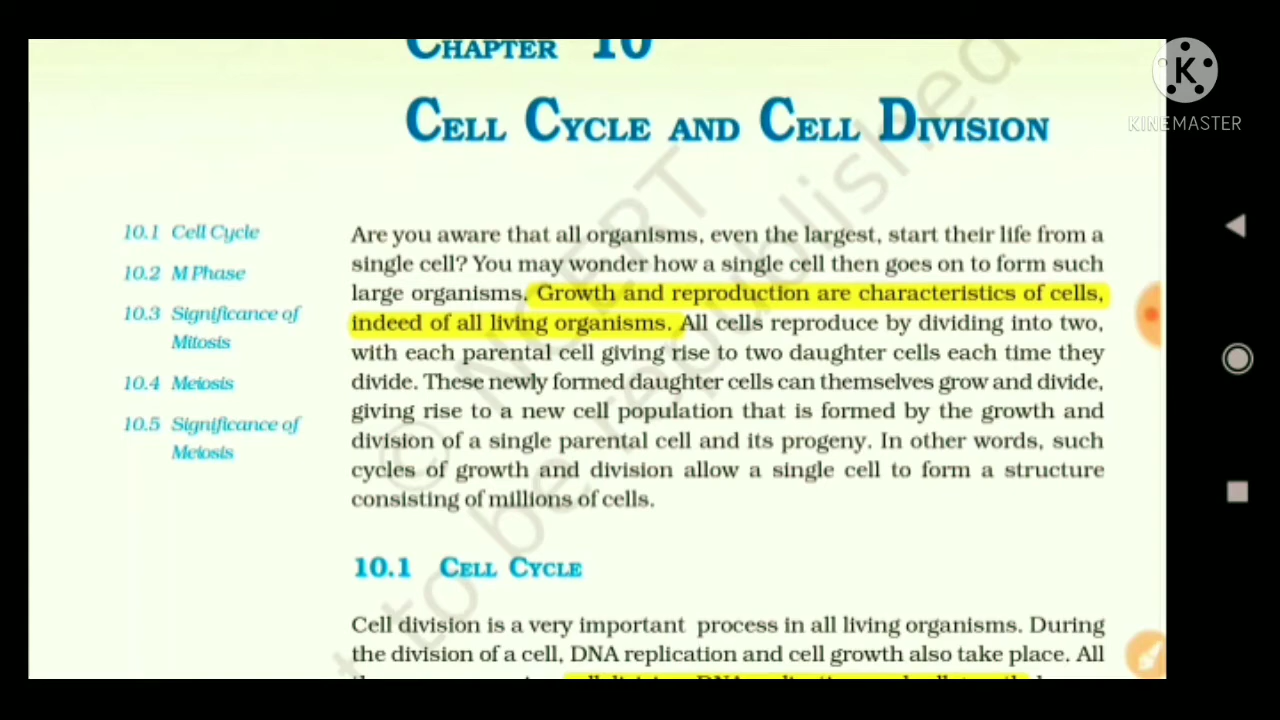 CHAPTER 10
CELL CYCLE AND CELL DIVISION
K
KINEMASTER
10.1 Cell Cycle
10.2 M Phase
10.3 Significance of
Mitosis
10.4 Meiosis
10.5 Significance of
Meiosis
Are you aware that all organisms, even the largest, start their life from a
single cell? You may wonder how a single cell then goes on to form such
large organisms. Growth and reproduction are characteristics of cells,
indeed of all living organisms. All cells reproduce by dividing into two,
with each parental cell giving rise to two daughter cells each time they
divide. These newly formed daughter cells can themselves grow and divide,
giving rise to a new cell population that is formed by the growth and
division of a single parental cell and its progeny. In other words, such
cycles of growth and division allow a single cell to form a structure
consisting of millions of cells.
10.1 CELL CYCLE
Cell division is a very important process in all living organisms. During
the division of a cell, DNA replication and cell growth also take place. All
© NCERT
to be republished